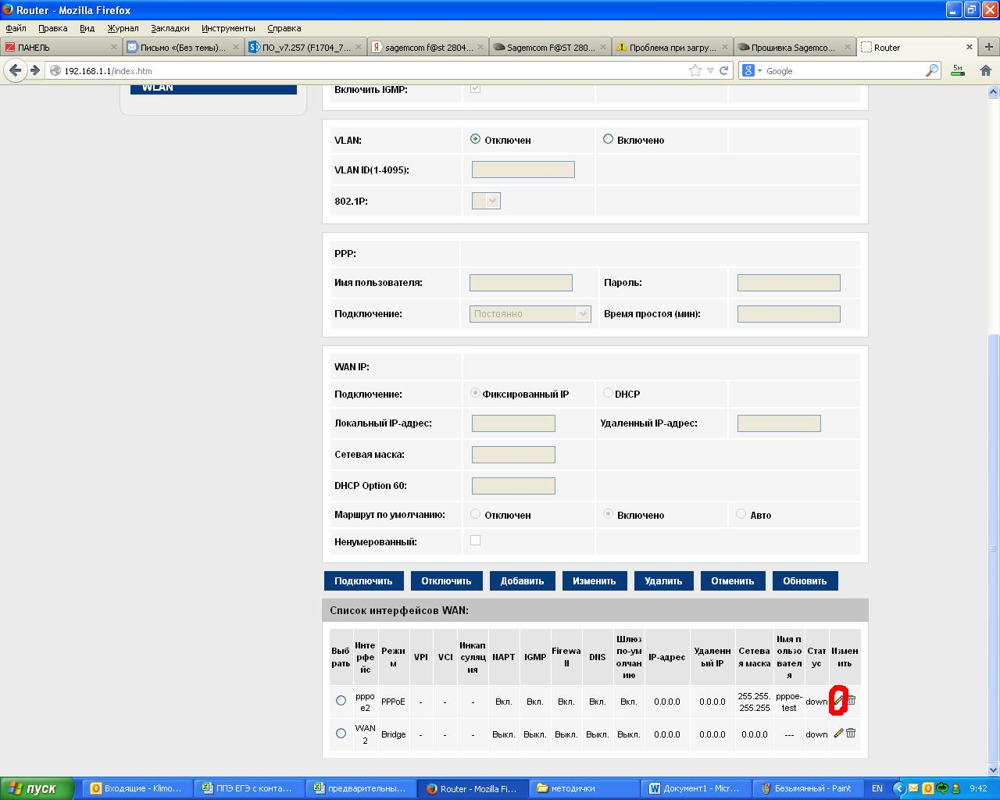 Router - Mozilla Firefox
Файл Правка Вид Журнал Закладки Инструменты Справка
ПАНЕЛЬ Письмо «(Без темы)... ПО_v7.257 (F1704_7... sagemcom f@st 2804... Sagemcom F@ST 280... Проблема при загру... Прошивка Sagemco... Router
192.168.1.1/index.htm Google 5м
WLAN
Включить IGMP:
VLAN: Отключен Включено
VLAN ID(1-4095):
802.1P:
PPP:
Имя пользователя: Пароль:
Подключение: Постоянно Время простоя (мин):
WAN IP:
Подключение: Фиксированный IP DHCP
Локальный IP-адрес: Удаленный IP-адрес:
Сетевая маска:
DHCP Option 60:
Маршрут по умолчанию: Отключен Включено Авто
Ненумерованный:
Подключить Отключить Добавить Изменить Удалить Отменить Обновить
Список интерфейсов WAN:
Выбрать Интерфейс Режим VPI VCI Инкапсуляция NAPT IGMP Firewall DNS Шлюз по-умолчанию IP-адрес Удаленный IP Сетевая маска Имя пользователя Статус Изменить
pppoe2 PPPoE - - - Вкл. Вкл. Вкл. Вкл. Вкл. 0.0.0.0 0.0.0.0 255.255.255.255 pppoe-test down
WAN2 Bridge - - - Выкл. Выкл. Выкл. Выкл. Выкл. 0.0.0.0 0.0.0.0 0.0.0.0 --- down
пуск Входящие - Klimo... ППЭ ЕГЭ с конта... предварительны... Router - Mozilla Fi... методички Документ1 - Micr... Безымянный - Paint EN 9:42